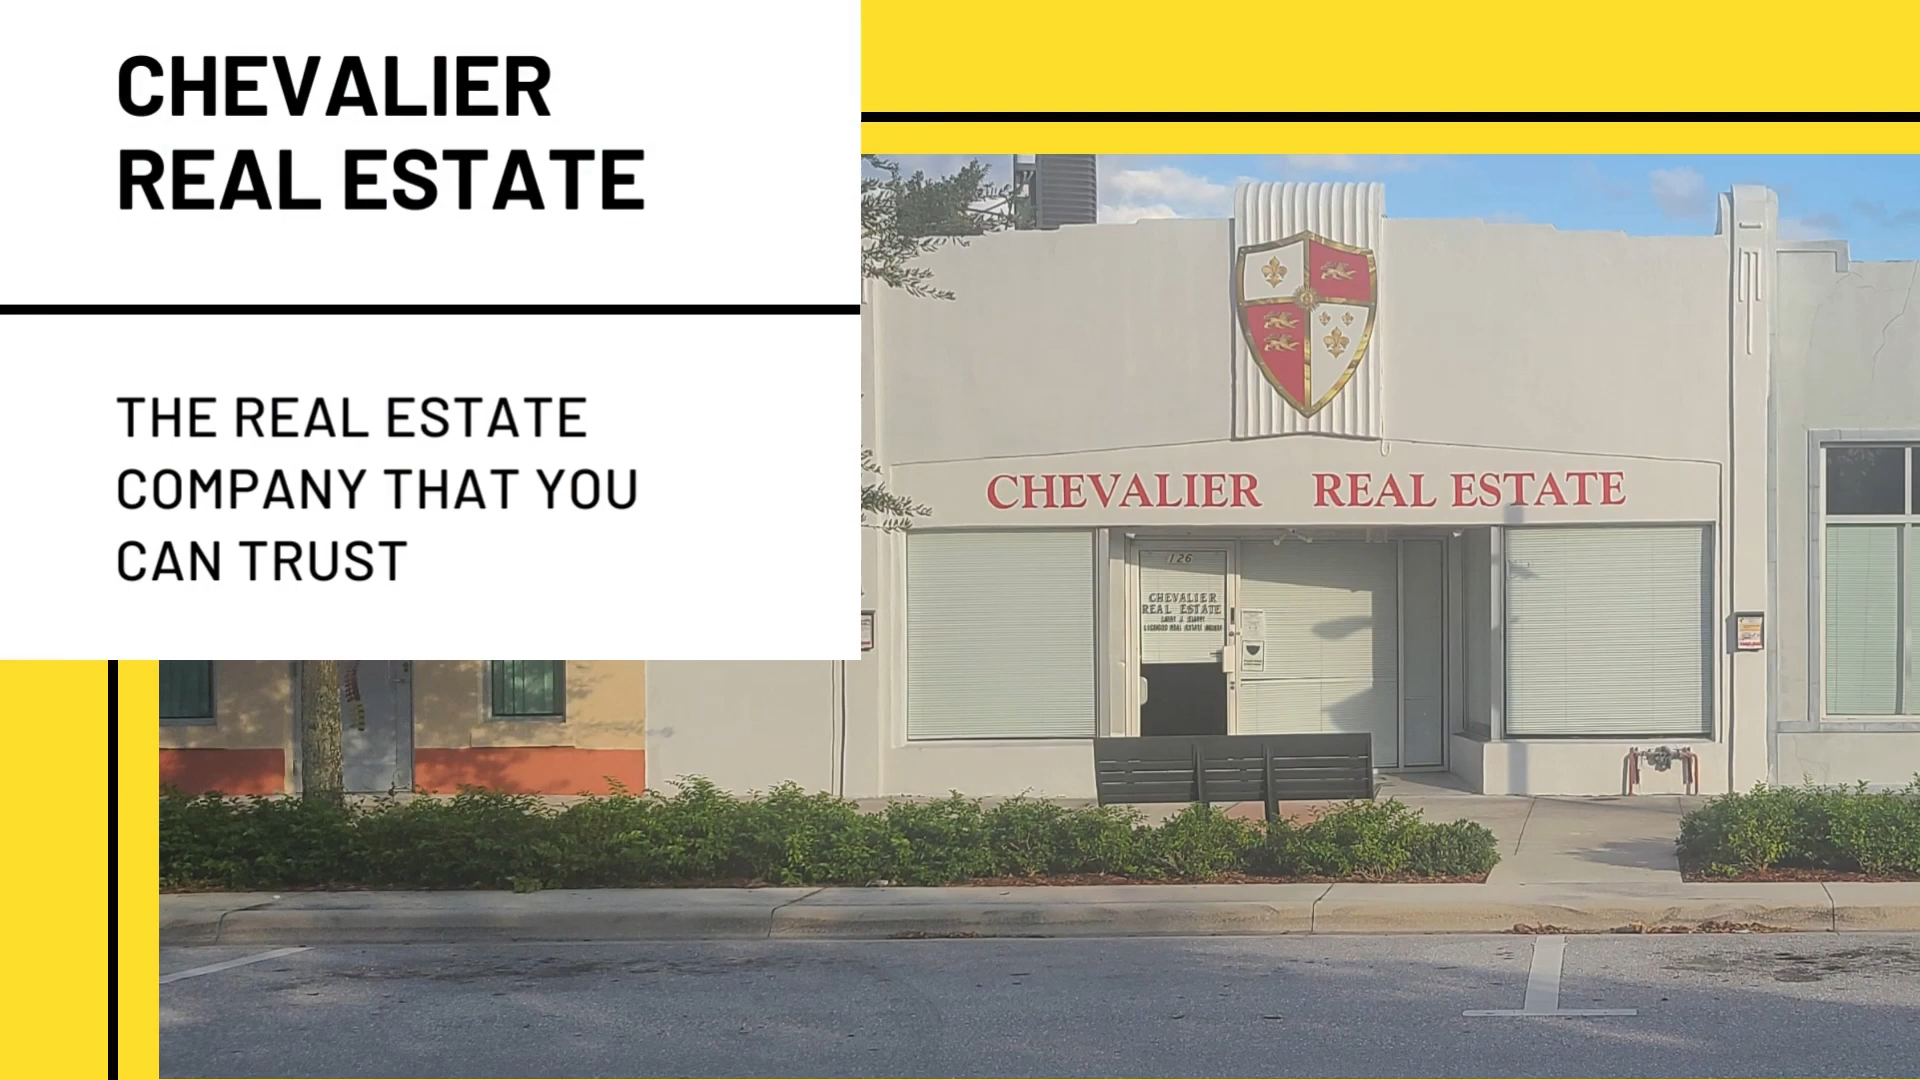 CHEVALIER
REAL ESTATE
THE REAL ESTATE
COMPANY THAT YOU
CAN TRUST
CHEVALIER REAL ESTATE
126
CHEVALIER
REAL ESTATE